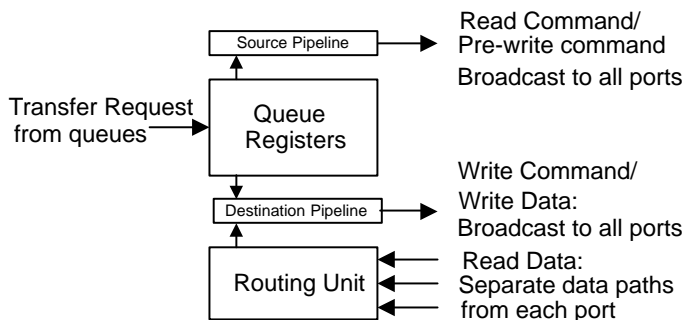 Source Pipeline
Read Command/
Pre-write command
Broadcast to all ports
Transfer Request
from queues
Queue
Registers
Destination Pipeline
Write Command/
Write Data:
Broadcast to all ports
Routing Unit
Read Data:
Separate data paths
from each port